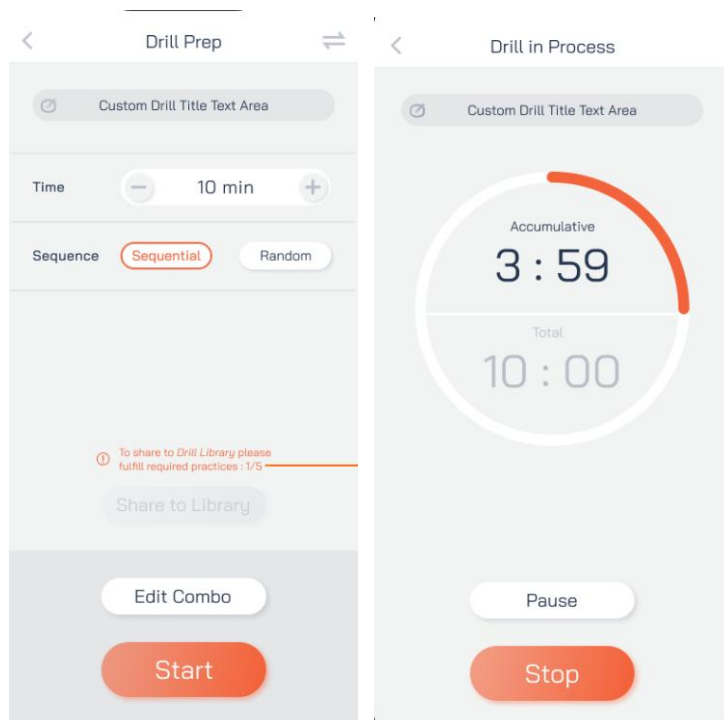 Drill Prep
Custom Drill Title Text Area
Time
10 min
Sequence
Sequential
Random
To share to Drill Library please
fulfill required practices : 1/5
Share to Library
Edit Combo
Start
Drill in Process
Custom Drill Title Text Area
Accumulative
3 : 59
Total
10 : 00
Pause
Stop